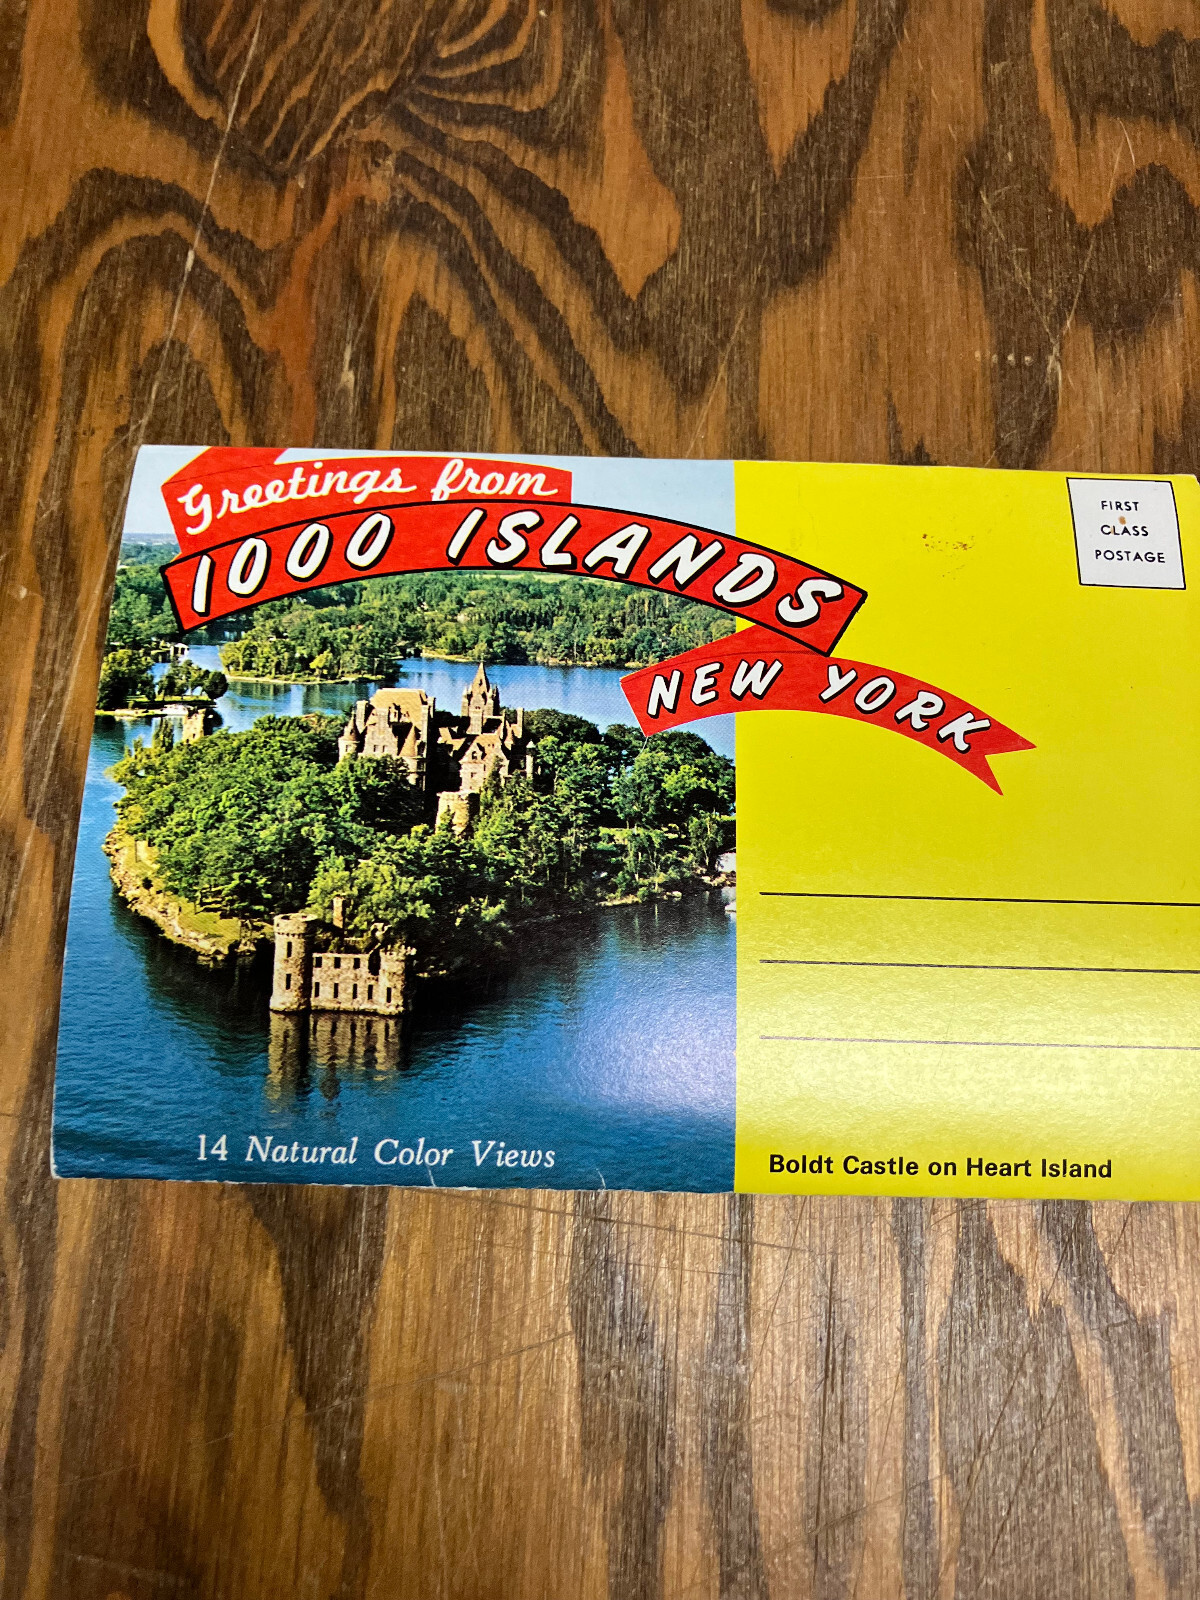 Greetings from
1000 ISLANDS
NEW YORK
FIRST
CLASS
POSTAGE
14 Natural Color Views
Boldt Castle on Heart Island